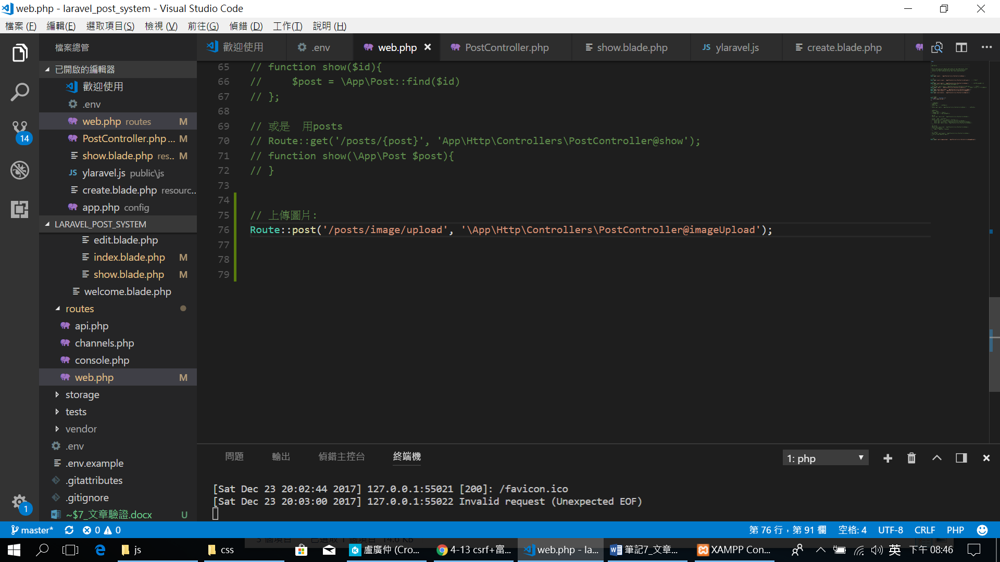 web.php - laravel_post_system - Visual Studio Code
檔案 (F) 編輯(E) 選取項目(S) 檢視 (V) 前往(G) 偵錯 (D) 工作(T) 說明 (H)
檔案總管
歡迎使用 .env web.php PostController.php show.blade.php JS ylaravel.js create.blade.php
已開啟的編輯器
歡迎使用
.env
web.php routes M
PostController.php ... M
show.blade.php res.. M
JS ylaravel.js public\js
create.blade.php resourc...
app.php config
LARAVEL_POST_SYSTEM
edit.blade.php
index.blade.php M
show.blade.php M
welcome.blade.php
routes
api.php
channels.php
console.php
web.php M
storage
tests
vendor
.env
.env.example
.gitattributes
.gitignore
~$7_文章驗證.docx U
14
1
65 // function show($id){
66 //     $post = \App\Post::find($id)
67 // };
68
69 // 或是  用posts
70 // Route::get('/posts/{post}', 'App\Http\Controllers\PostController@show');
71 // function show(\App\Post $post){
72 // }
73
74
75 // 上傳圖片:
76 Route::post('/posts/image/upload', '\App\Http\Controllers\PostController@imageUpload');
77
78
79
問題 輸出 偵錯主控台 終端機 1: php
[Sat Dec 23 20:02:44 2017] 127.0.0.1:55021 [200]: /favicon.ico
[Sat Dec 23 20:03:00 2017] 127.0.0.1:55022 Invalid request (Unexpected EOF)
master* 0 0 第 76 行，第 91 欄 空格: 4 UTF-8 CRLF PHP
js css 盧廣仲 (Cro... 4-13 csrf+富... web.php - la... 筆記7_文章... XAMPP Con... 英 下午 08:46